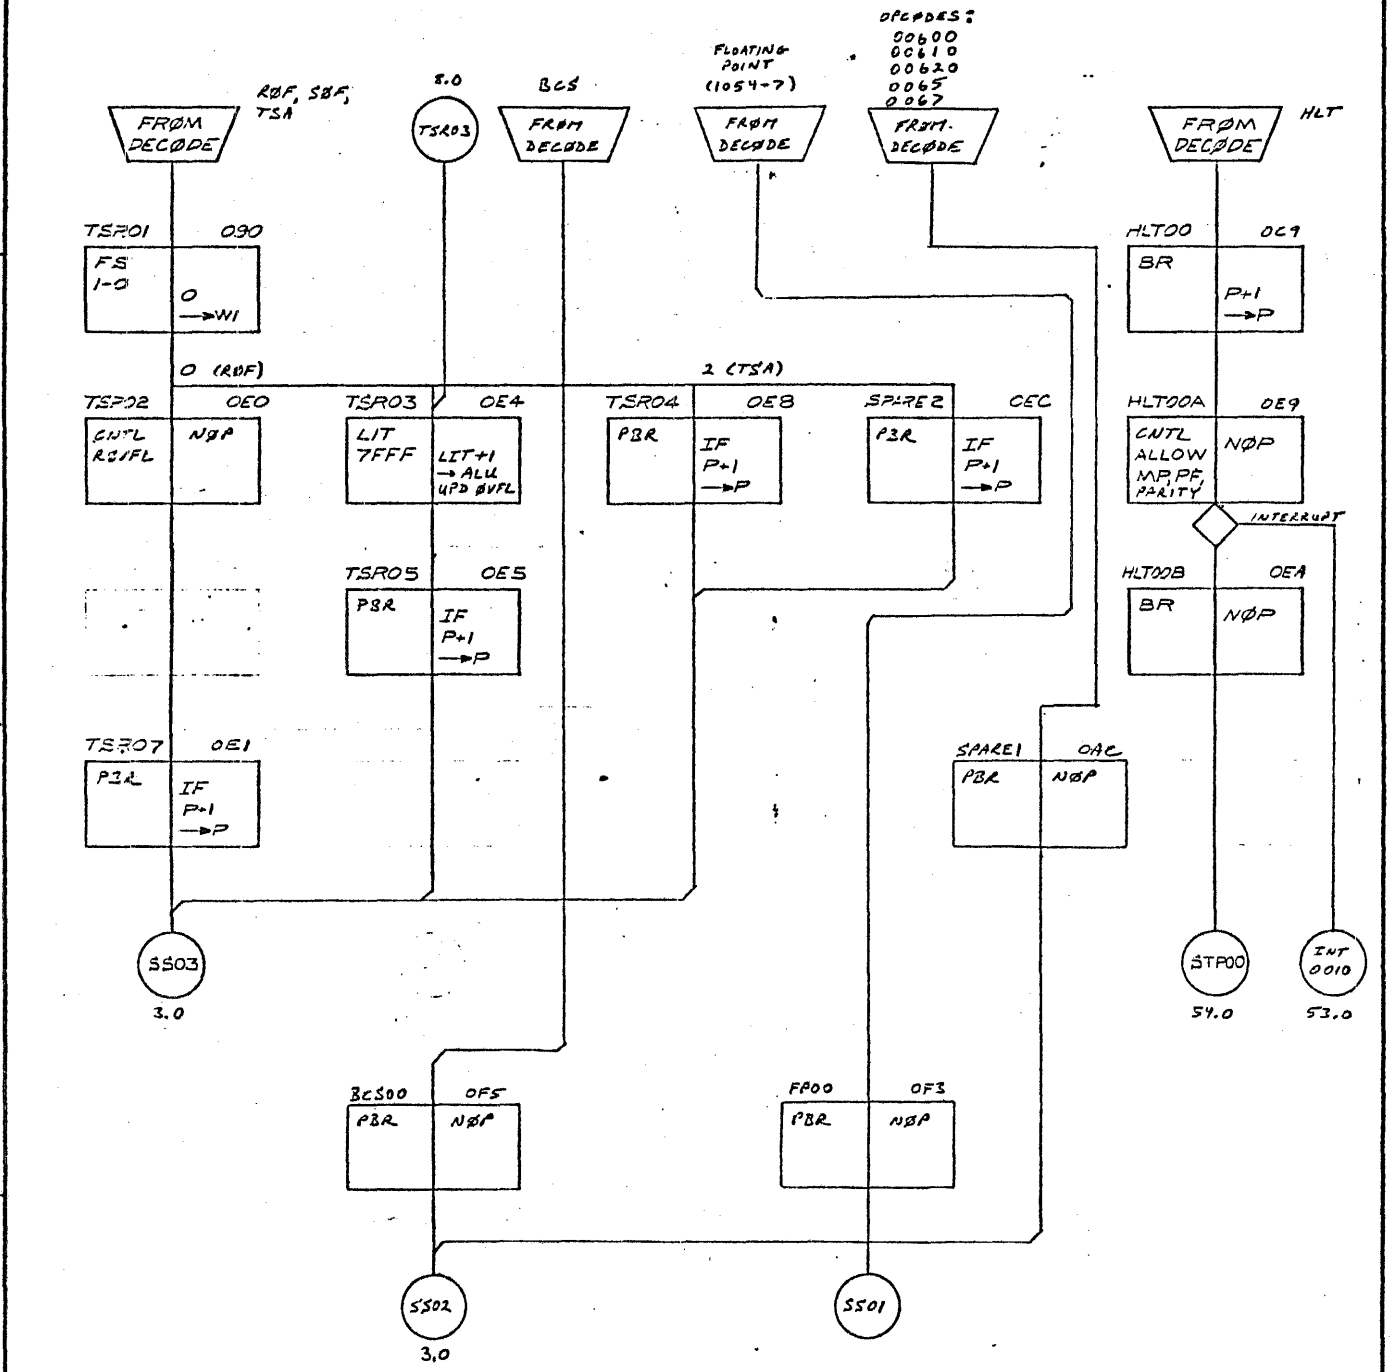 OPCØDES:
00600
00610
00620
0065
0067
FLOATING
POINT
(1054-7)
RØF, SØF,
TSA
8.0
BCS
HLT
FRØM
DECØDE
TSR03
FRØM
DECØDE
FRØM
DECØDE
FRØM
DECØDE
FRØM
DECØDE
TSR01 090
FS
1-0
0
→W1
HLT00 0C9
BR
P+1
→P
0 (RØF)
2 (TSA)
TSR02 0E0
CNTL
NØP
TSR03 0E4
LIT
7FFF
LIT+1
→ALU
UPD ØVFL
TSR04 0E8
PBR
IF
P+1
→P
SPARE2 0EC
PBR
IF
P+1
→P
HLT00A 0E9
CNTL
ALLOW
MP, PF,
PARITY
NØP
INTERRUPT
TSR05 0E5
PBR
IF
P+1
→P
HLT00B 0EA
BR
NØP
TSR07 0E1
PBR
IF
P+1
→P
SPARE1 0AC
PBR NØP
SS03
3.0
STP00
54.0
INT
0010
53.0
BCS00 0F5
PBR NØP
FP00 0F3
PBR NØP
SS02
3.0
SS01